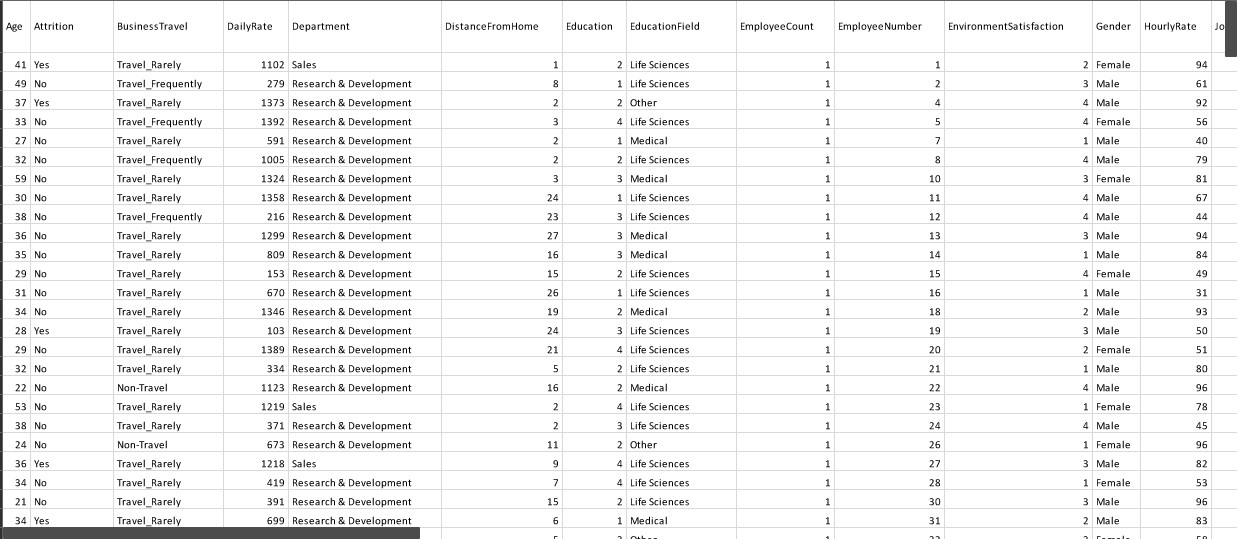 Age Attrition BusinessTravel DailyRate Department DistanceFromHome Education EducationField EmployeeCount EmployeeNumber EnvironmentSatisfaction Gender HourlyRate
41 Yes Travel_Rarely 1102 Sales 1 2 Life Sciences 1 1 2 Female 94
49 No Travel_Frequently 279 Research & Development 8 1 Life Sciences 1 2 3 Male 61
37 Yes Travel_Rarely 1373 Research & Development 2 2 Other 1 4 4 Male 92
33 No Travel_Frequently 1392 Research & Development 3 4 Life Sciences 1 5 4 Female 56
27 No Travel_Rarely 591 Research & Development 2 1 Medical 1 7 1 Male 40
32 No Travel_Frequently 1005 Research & Development 2 2 Life Sciences 1 8 4 Male 79
59 No Travel_Rarely 1324 Research & Development 3 3 Medical 1 10 3 Female 81
30 No Travel_Rarely 1358 Research & Development 24 1 Life Sciences 1 11 4 Male 67
38 No Travel_Frequently 216 Research & Development 23 3 Life Sciences 1 12 4 Male 44
36 No Travel_Rarely 1299 Research & Development 27 3 Medical 1 13 3 Male 94
35 No Travel_Rarely 809 Research & Development 16 3 Medical 1 14 1 Male 84
29 No Travel_Rarely 153 Research & Development 15 2 Life Sciences 1 15 4 Female 49
31 No Travel_Rarely 670 Research & Development 26 1 Life Sciences 1 16 1 Male 31
34 No Travel_Rarely 1346 Research & Development 19 2 Medical 1 18 2 Male 93
28 Yes Travel_Rarely 103 Research & Development 24 3 Life Sciences 1 19 3 Male 50
29 No Travel_Rarely 1389 Research & Development 21 4 Life Sciences 1 20 2 Female 51
32 No Travel_Rarely 334 Research & Development 5 2 Life Sciences 1 21 1 Male 80
22 No Non-Travel 1123 Research & Development 16 2 Medical 1 22 4 Male 96
53 No Travel_Rarely 1219 Sales 2 4 Life Sciences 1 23 1 Female 78
38 No Travel_Rarely 371 Research & Development 2 3 Life Sciences 1 24 4 Male 45
24 No Non-Travel 673 Research & Development 11 2 Other 1 26 1 Female 96
36 Yes Travel_Rarely 1218 Sales 9 4 Life Sciences 1 27 3 Male 82
34 No Travel_Rarely 419 Research & Development 7 4 Life Sciences 1 28 1 Female 53
21 No Travel_Rarely 391 Research & Development 15 2 Life Sciences 1 30 3 Male 96
34 Yes Travel_Rarely 699 Research & Development 6 1 Medical 1 31 2 Male 83